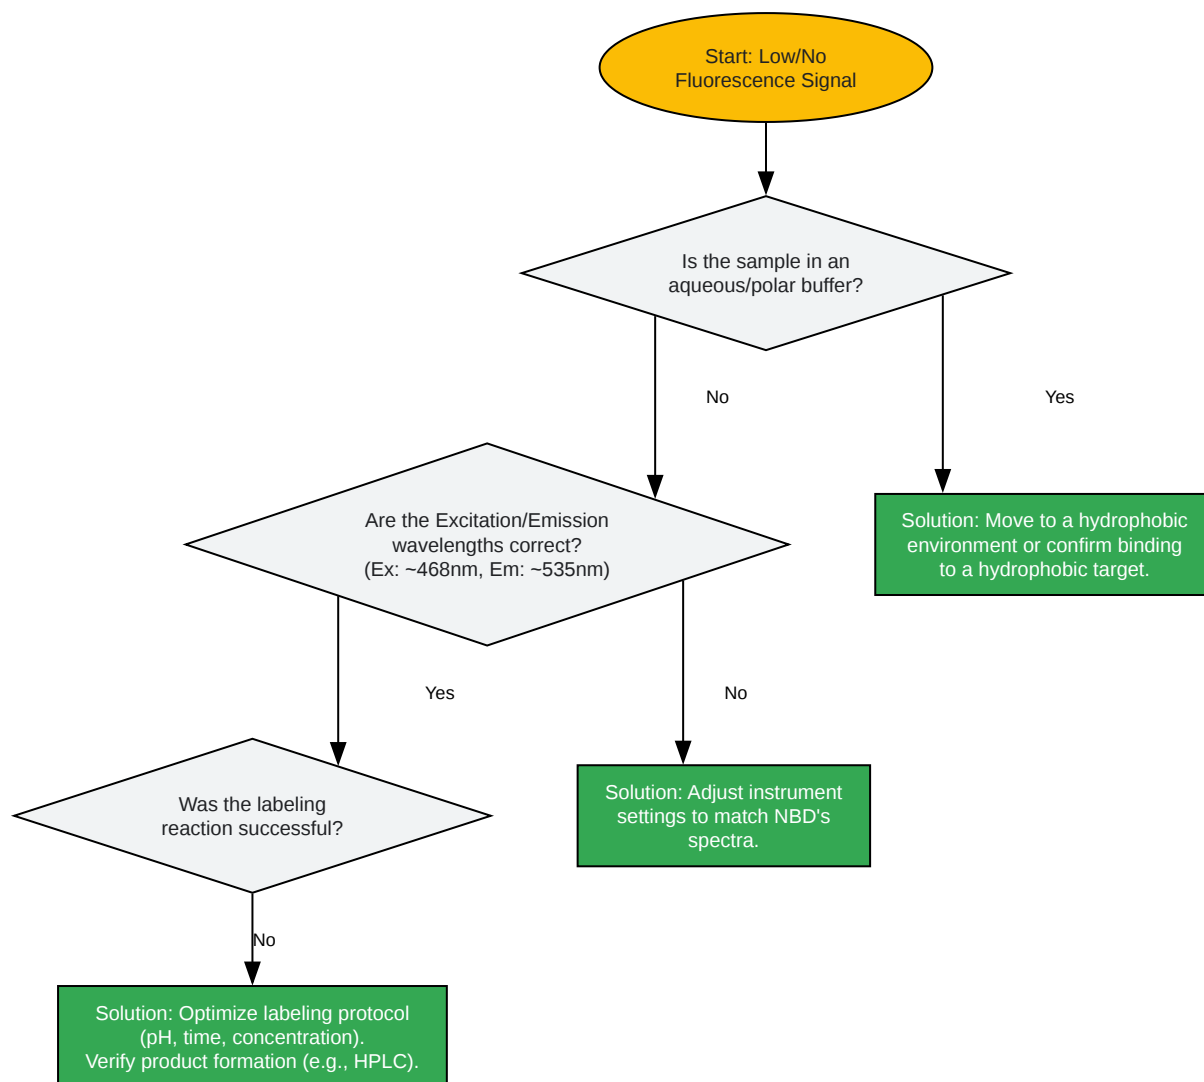 Start: Low/No
Fluorescence Signal
Is the sample in an
aqueous/polar buffer?
No
Yes
Are the Excitation/Emission
wavelengths correct?
(Ex: ~468nm, Em: ~535nm)
Solution: Move to a hydrophobic
environment or confirm binding
to a hydrophobic target.
Yes
No
Was the labeling
reaction successful?
Solution: Adjust instrument
settings to match NBD's
spectra.
No
Solution: Optimize labeling protocol
(pH, time, concentration).
Verify product formation (e.g., HPLC).